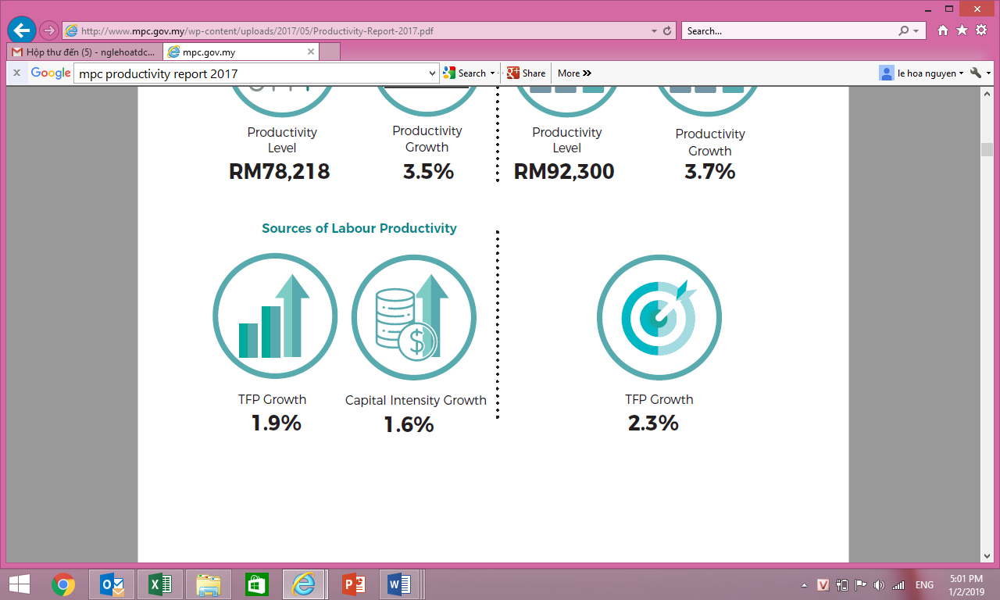 http://www.mpc.gov.my/wp-content/uploads/2017/05/Productivity-Report-2017.pdf
Search...
Hộp thư đến (5) - nglehoatdc...
mpc.gov.my
x Google mpc productivity report 2017 Search Share More le hoa nguyen
Productivity
Level
RM78,218
Productivity
Growth
3.5%
Productivity
Level
RM92,300
Productivity
Growth
3.7%
Sources of Labour Productivity
TFP Growth
1.9%
Capital Intensity Growth
1.6%
TFP Growth
2.3%
ENG
5:01 PM
1/2/2019